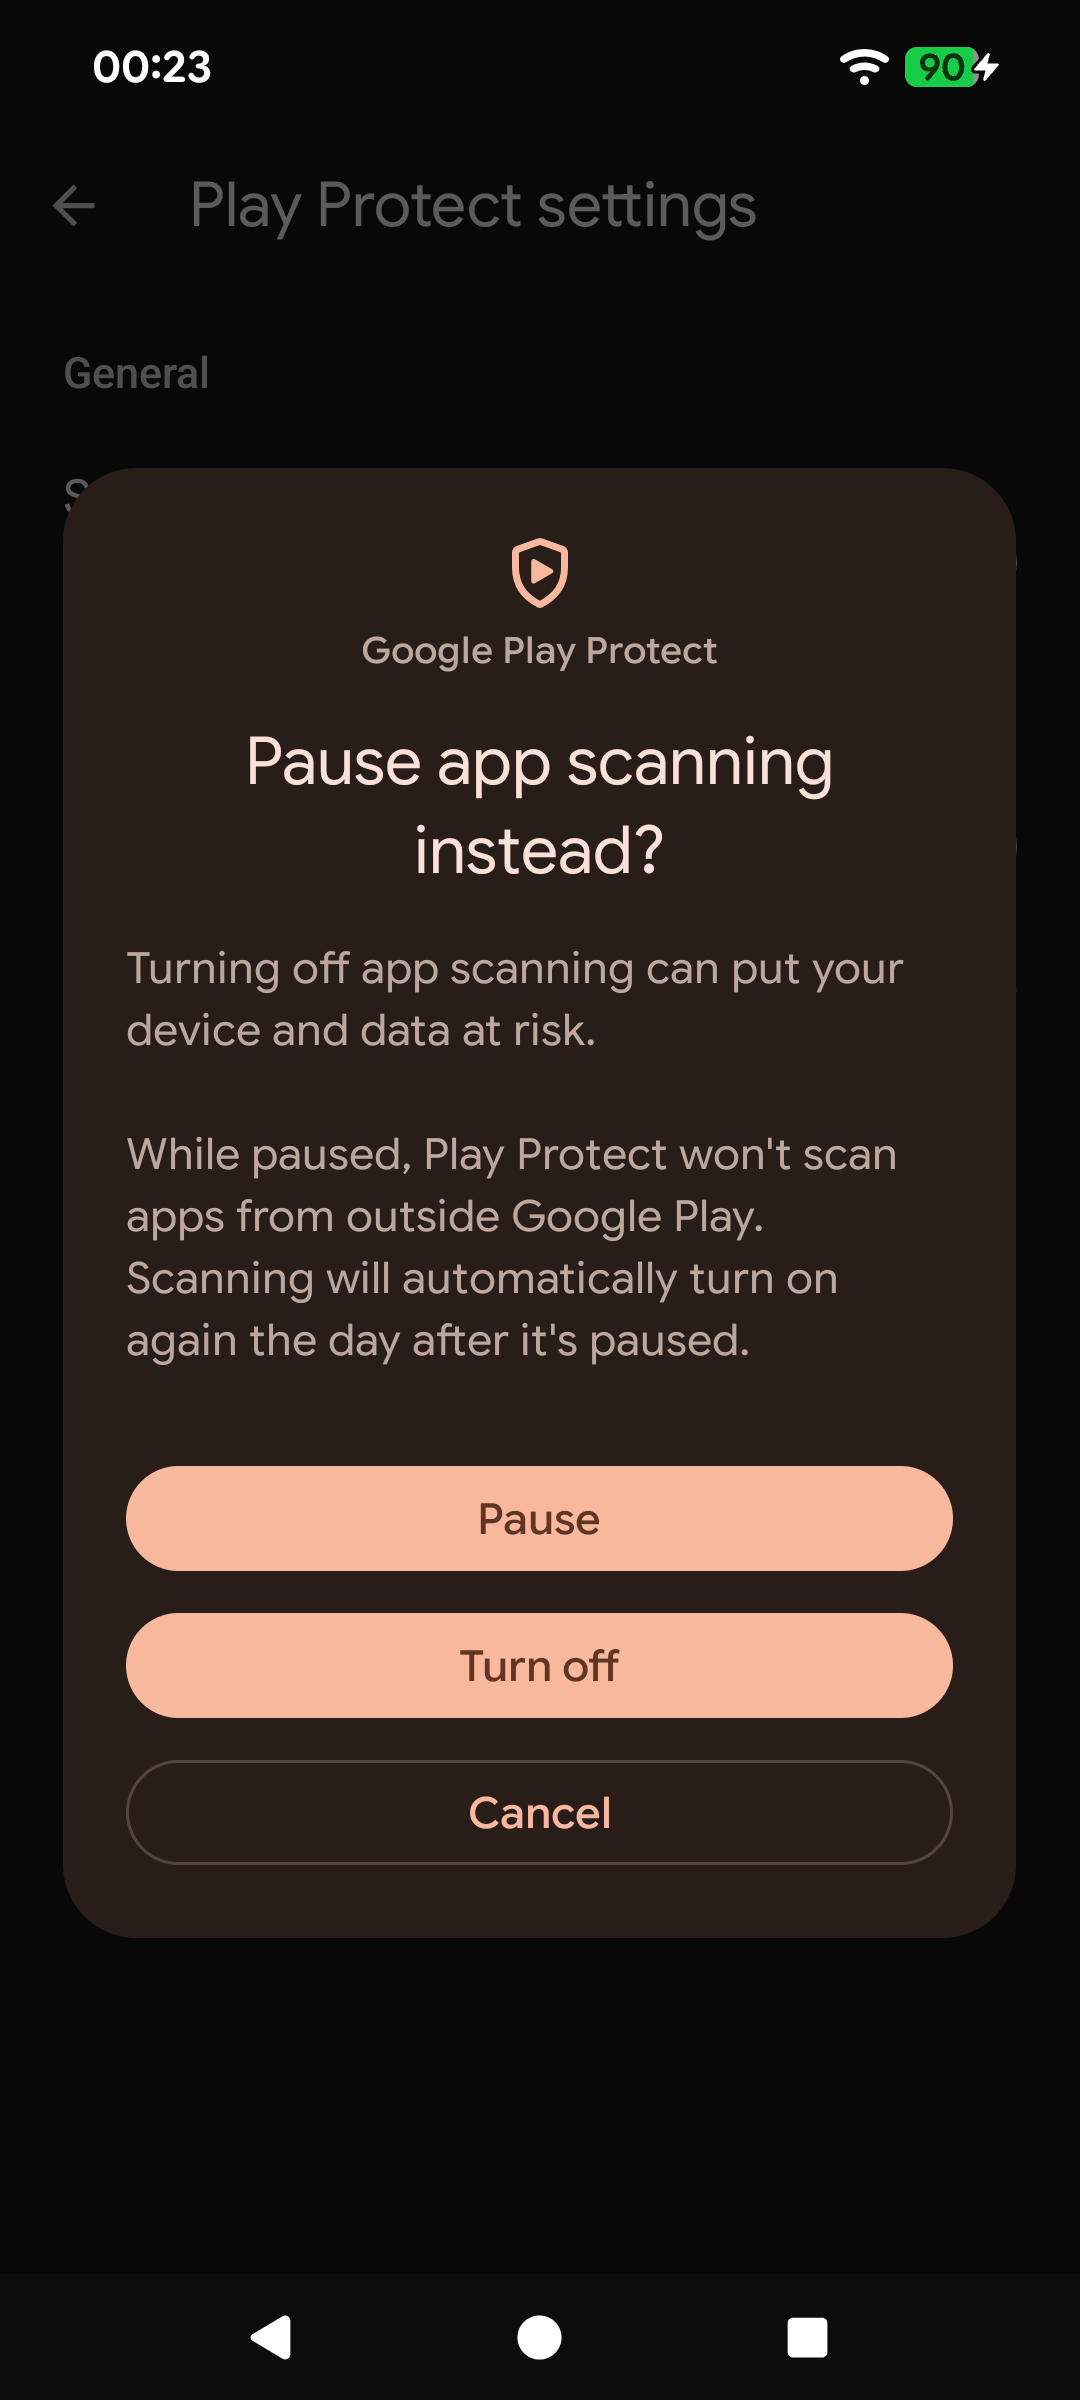 00:23
90
Play Protect settings
General
S
Google Play Protect
Pause app scanning
instead?
Turning off app scanning can put your
device and data at risk.
While paused, Play Protect won't scan
apps from outside Google Play.
Scanning will automatically turn on
again the day after it's paused.
Pause
Turn off
Cancel